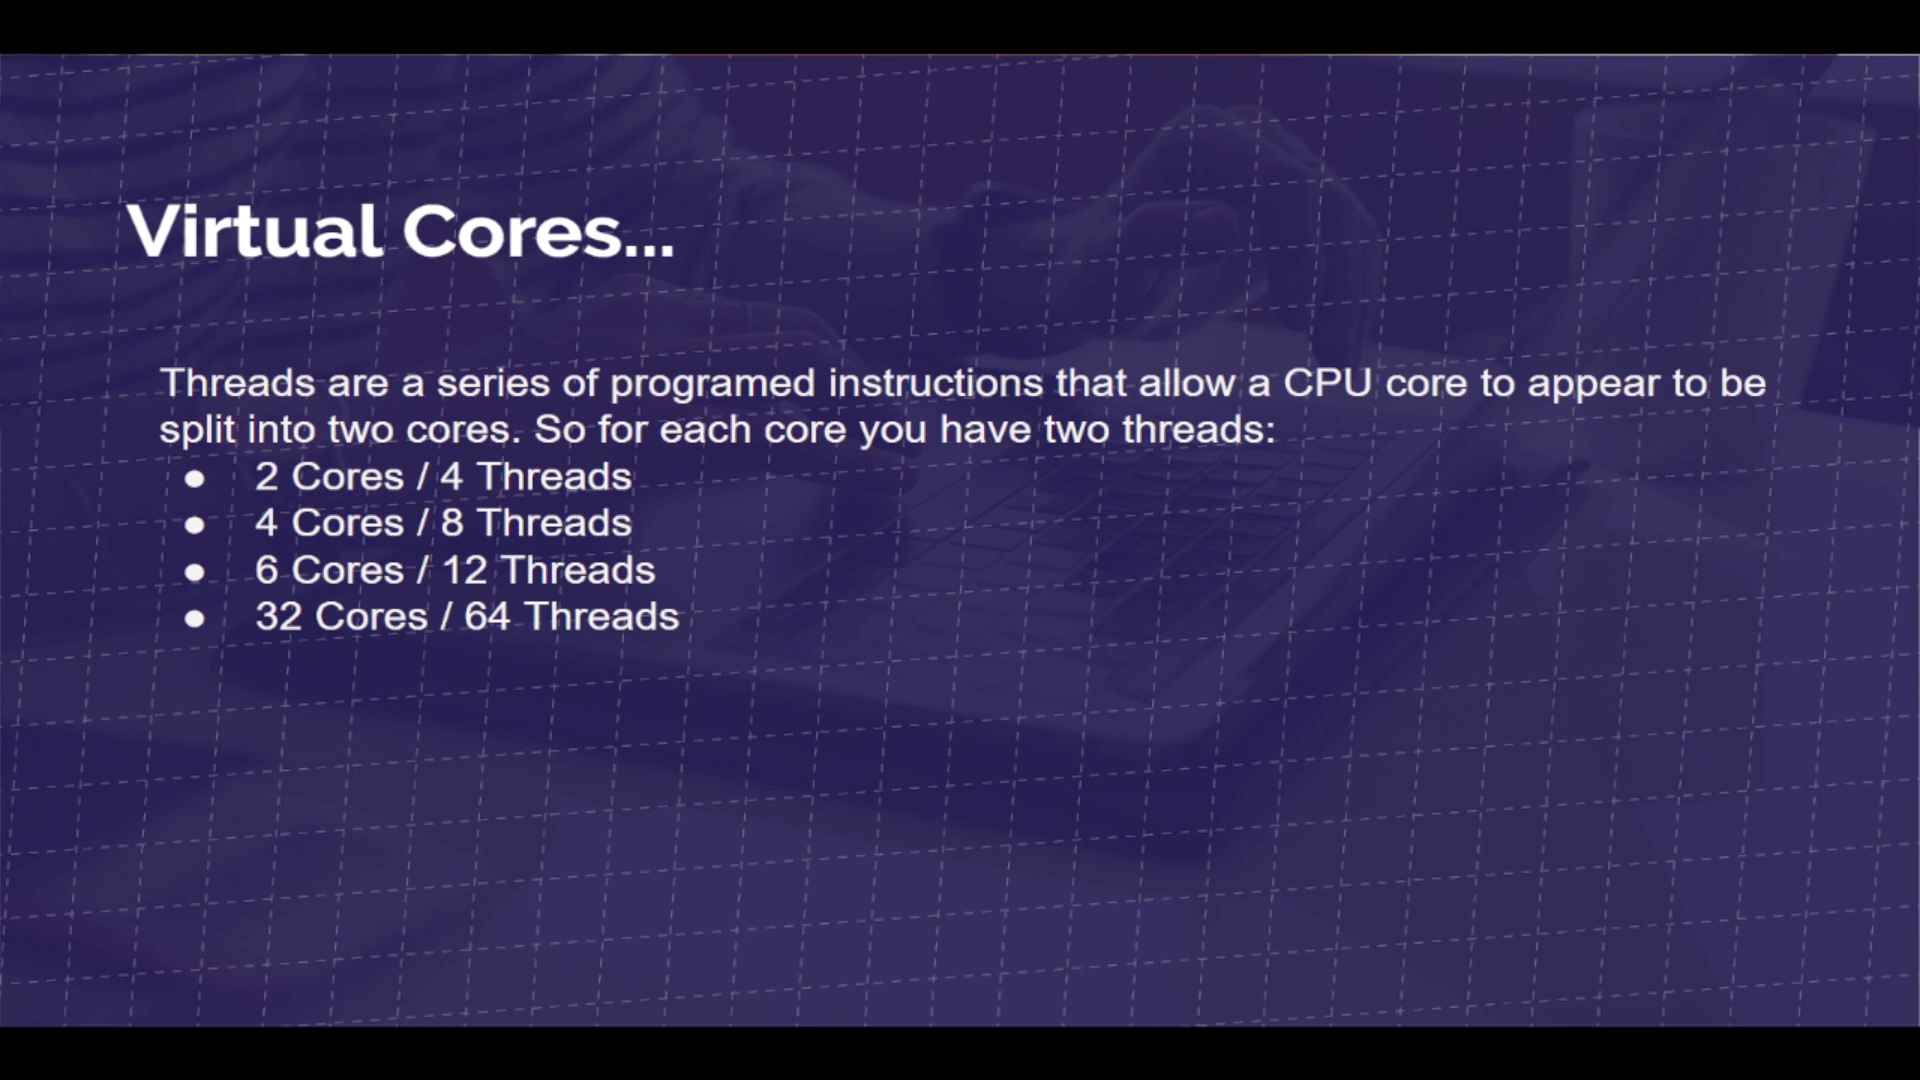 Virtual Cores...
Threads are a series of programed instructions that allow a CPU core to appear to be
split into two cores. So for each core you have two threads:
● 2 Cores / 4 Threads
● 4 Cores / 8 Threads
● 6 Cores / 12 Threads
● 32 Cores / 64 Threads